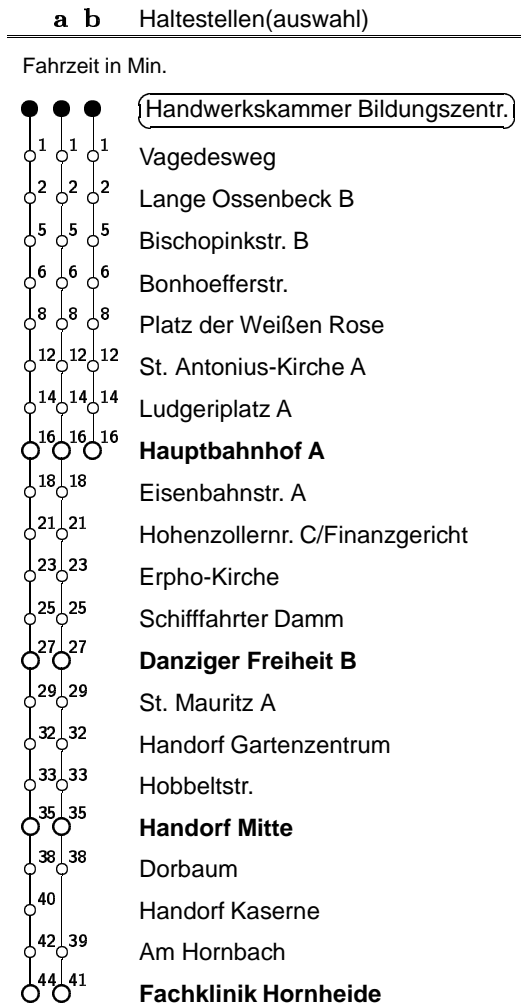 a b Haltestellen(auswahl)
Fahrzeit in Min.
Handwerkskammer Bildungszentr.
1 1 1 Vagedesweg
2 2 2 Lange Ossenbeck B
5 5 5 Bischopinkstr. B
6 6 6 Bonhoefferstr.
8 8 8 Platz der Weißen Rose
12 12 12 St. Antonius-Kirche A
14 14 14 Ludgeriplatz A
16 16 16 Hauptbahnhof A
18 18 Eisenbahnstr. A
21 21 Hohenzollernr. C/Finanzgericht
23 23 Erpho-Kirche
25 25 Schifffahrter Damm
27 27 Danziger Freiheit B
29 29 St. Mauritz A
32 32 Handorf Gartenzentrum
33 33 Hobbeltstr.
35 35 Handorf Mitte
38 38 Dorbaum
40 Handorf Kaserne
42 39 Am Hornbach
44 41 Fachklinik Hornheide